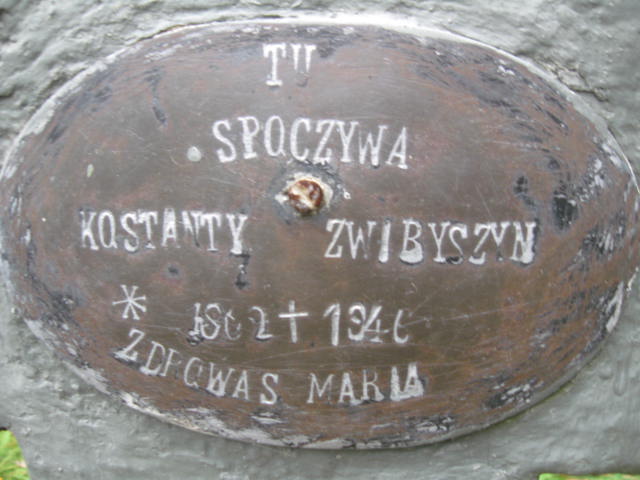 TU
SPOCZYWA
KOSTANTY ZWIBYSZYN
* 1862 + 1946
ZDROWAS MARIA